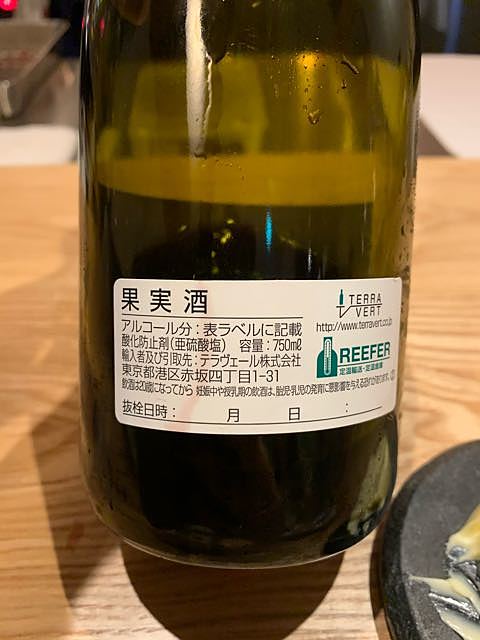 果実酒
TERRA
VERT
アルコール分：表ラベルに記載
http://www.terravert.co.jp
酸化防止剤(亜硫酸塩) 容量：750mℓ
輸入者及び引取先：テラヴェール株式会社
REEFER
東京都港区赤坂四丁目1-31
定温輸送・定温倉庫
飲酒は20歳になってから 妊娠中や授乳期の飲酒は、胎児・乳児の発育に悪影響を与える恐れがあります。
抜栓日時： 月 日 ：